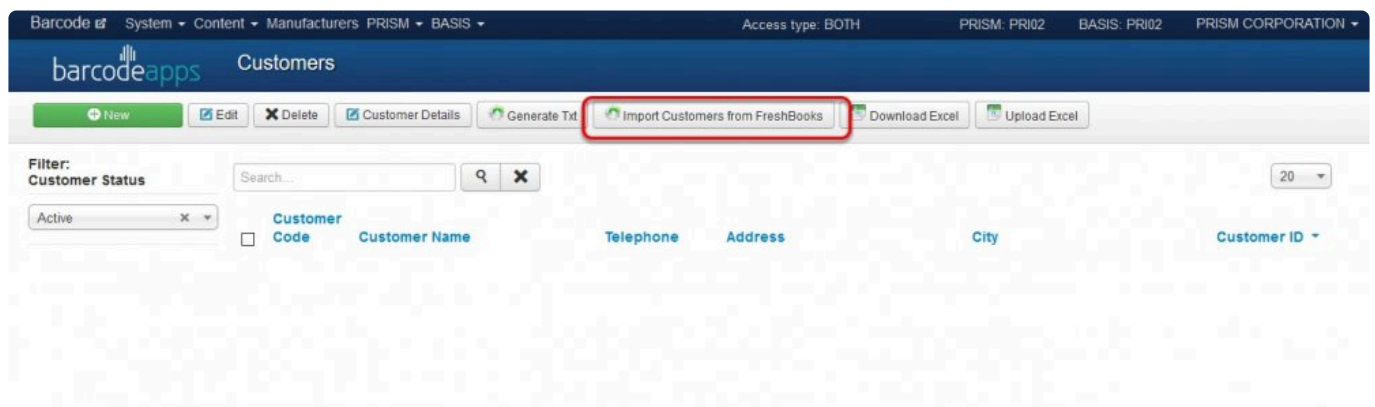 Barcode System Content Manufacturers PRISM BASIS Access type: BOTH PRISM: PRI02 BASIS: PRI02 PRISM CORPORATION
barcodeapps Customers
New Edit Delete Customer Details Generate Txt Import Customers from FreshBooks Download Excel Upload Excel
Filter:
Customer Status
Search... 20
Active
Customer
Code Customer Name Telephone Address City Customer ID